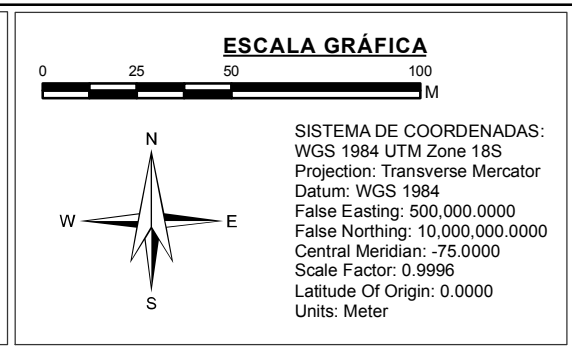 ESCALA GRÁFICA
0 25 50 100
M
N
W E
S
SISTEMA DE COORDENADAS:
WGS 1984 UTM Zone 18S
Projection: Transverse Mercator
Datum: WGS 1984
False Easting: 500,000.0000
False Northing: 10,000,000.0000
Central Meridian: -75.0000
Scale Factor: 0.9996
Latitude Of Origin: 0.0000
Units: Meter